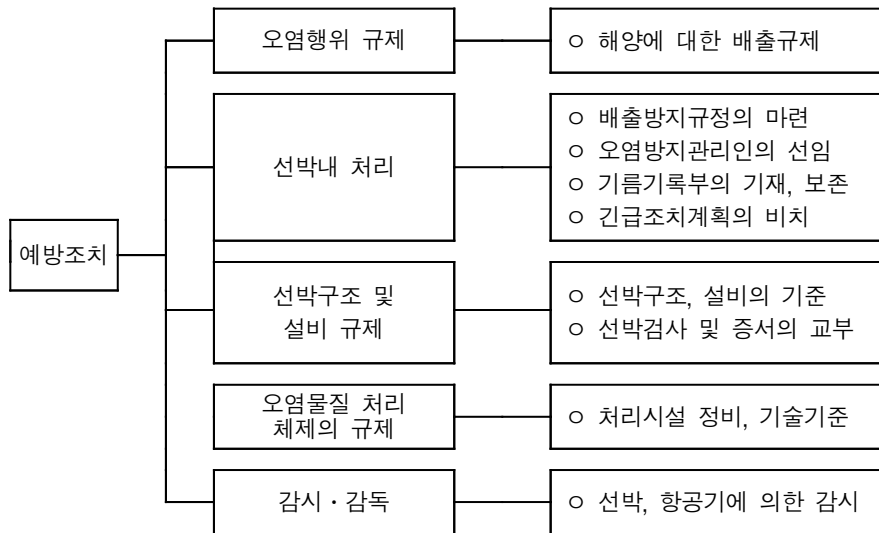 예방조치
오염행위 규제
ㅇ 해양에 대한 배출규제
선박내 처리
ㅇ 배출방지규정의 마련
ㅇ 오염방지관리인의 선임
ㅇ 기름기록부의 기재, 보존
ㅇ 긴급조치계획의 비치
선박구조 및
설비 규제
ㅇ 선박구조, 설비의 기준
ㅇ 선박검사 및 증서의 교부
오염물질 처리
체제의 규제
ㅇ 처리시설 정비, 기술기준
감시・감독
ㅇ 선박, 항공기에 의한 감시